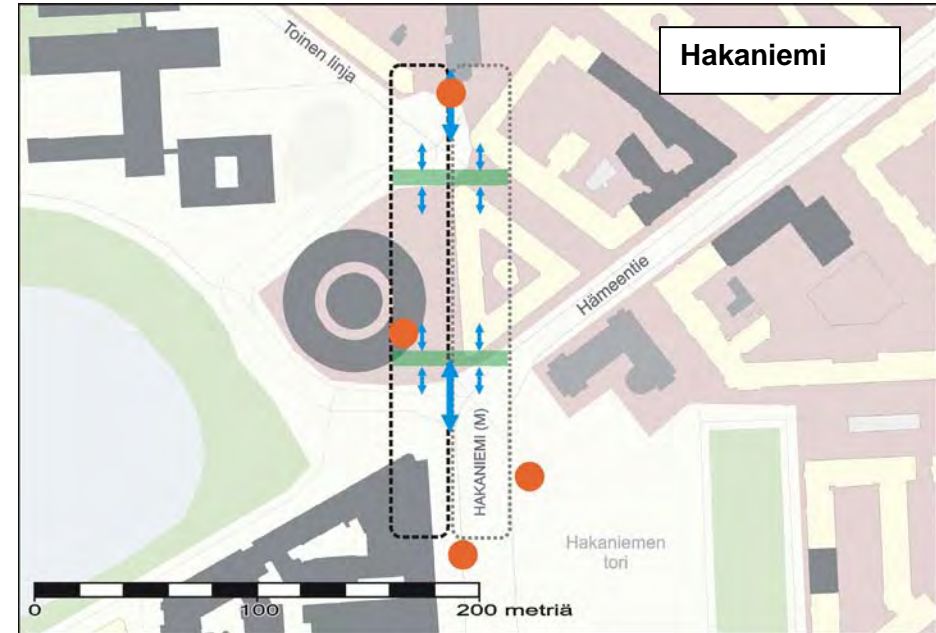 Hakaniemi
Toinen linja
Hämeentie
HAKANIEMI (M)
Hakaniemen
tori
0 100 200 metriä